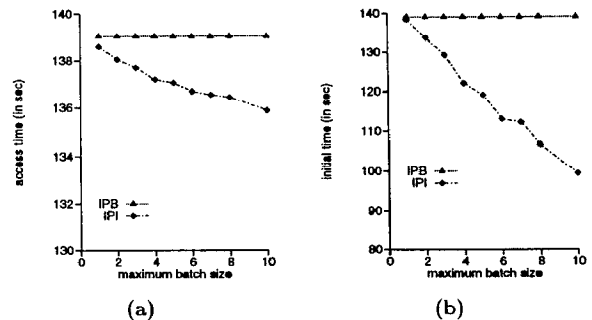 140
138
136
134
132
130
access time (in sec)
IPB
IPI
0 2 4 6 8 10
maximum batch size
(a)
140
130
120
110
100
90
80
initial time (in sec)
IPB
IPI
0 2 4 6 8 10
maximum batch size
(b)